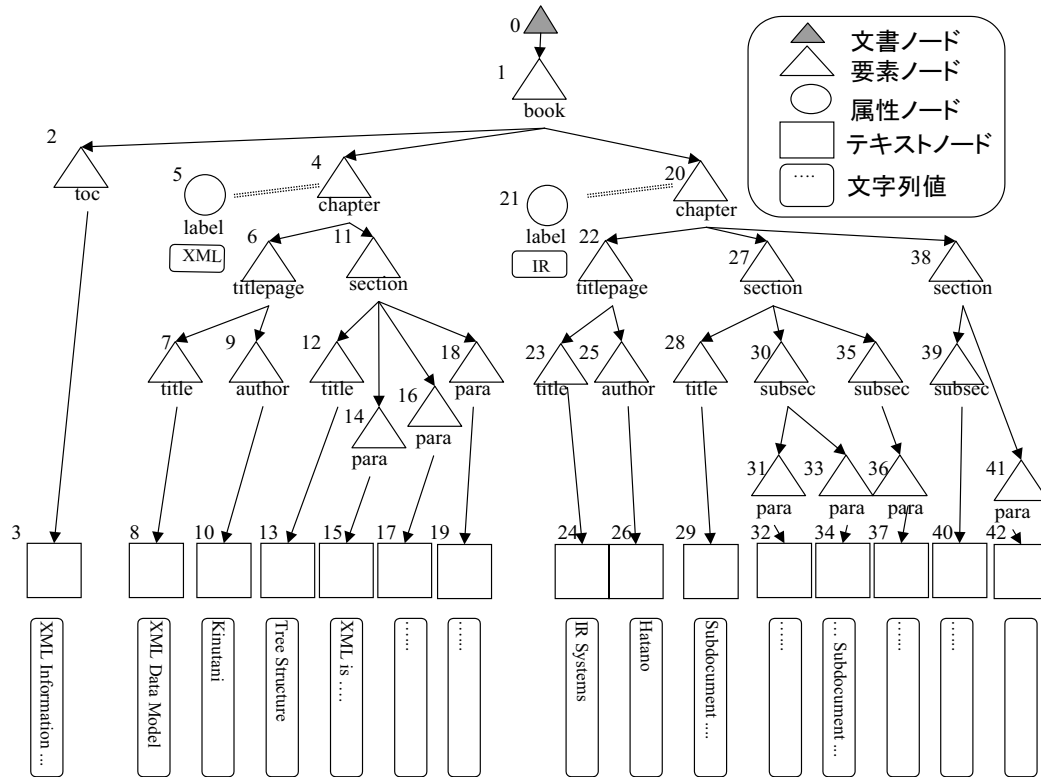 0
文書ノード
要素ノード
属性ノード
テキストノード
....
文字列値
1
book
2
toc
4
chapter
5
label
XML
20
chapter
21
label
IR
6
titlepage
11
section
22
titlepage
27
section
38
section
7
title
9
author
12
title
14
para
16
para
18
para
23
title
25
author
28
title
30
subsec
35
subsec
39
subsec
31
para
33
para
36
para
41
para
3
8
10
13
15
17
19
24
26
29
32
34
37
40
42
XML Information ...
XML Data Model
Kinutani
Tree Structure
XML is .....
......
......
IR Systems
Hatano
Subdocument .....
......
... Subdocument ...
......
......